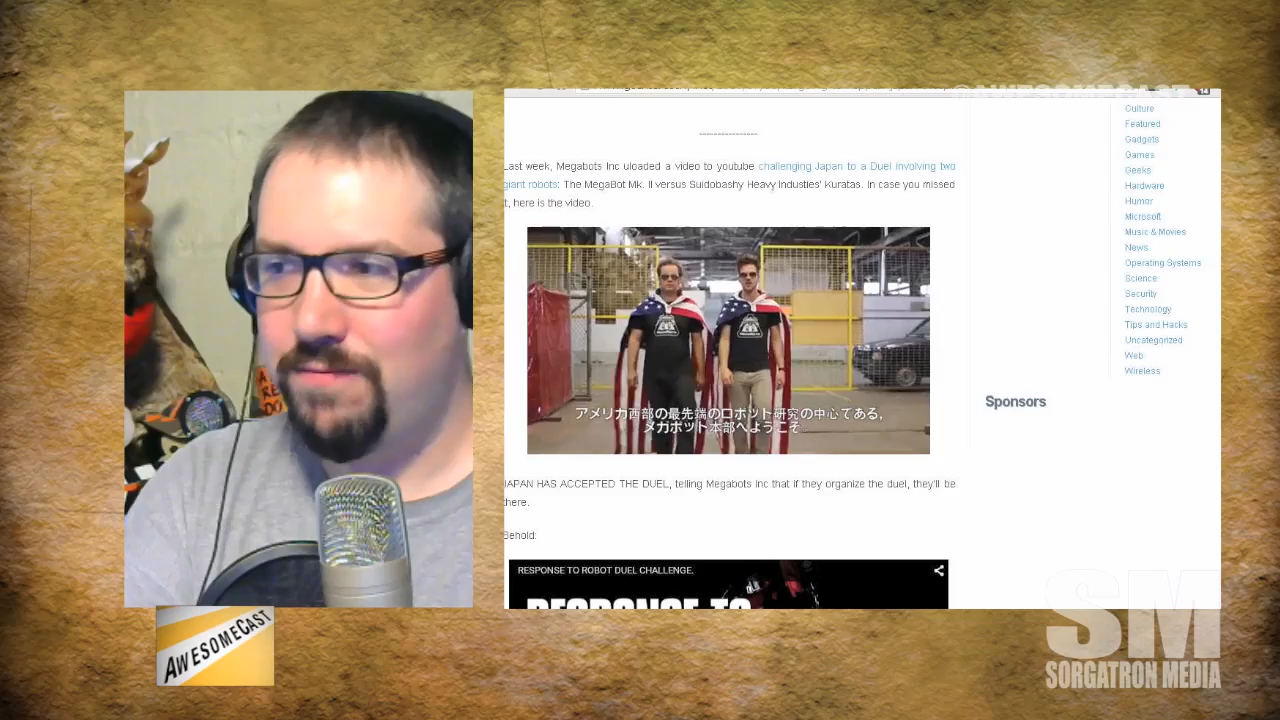 @AWESOMECAST
14
---------------
Last week, Megabots Inc uloaded a video to youtube challenging Japan to a Duel involving two
giant robots: The MegaBot Mk. II versus Suidobashy Heavy Industies' Kuratas. In case you missed
t, here is the video.
アメリカ西部の最先端のロボット研究の中心である,
メガボット本部へようこそ
JAPAN HAS ACCEPTED THE DUEL, telling Megabots Inc that if they organize the duel, they'll be
there.
Behold:
RESPONSE TO ROBOT DUEL CHALLENGE.
RESPONSE TO
Culture
Featured
Gadgets
Games
Geeks
Hardware
Humor
Microsoft
Music & Movies
News
Operating Systems
Science
Security
Technology
Tips and Hacks
Uncategorized
Web
Wireless
Sponsors
AWESOMECAST
SM
SORGATRON MEDIA